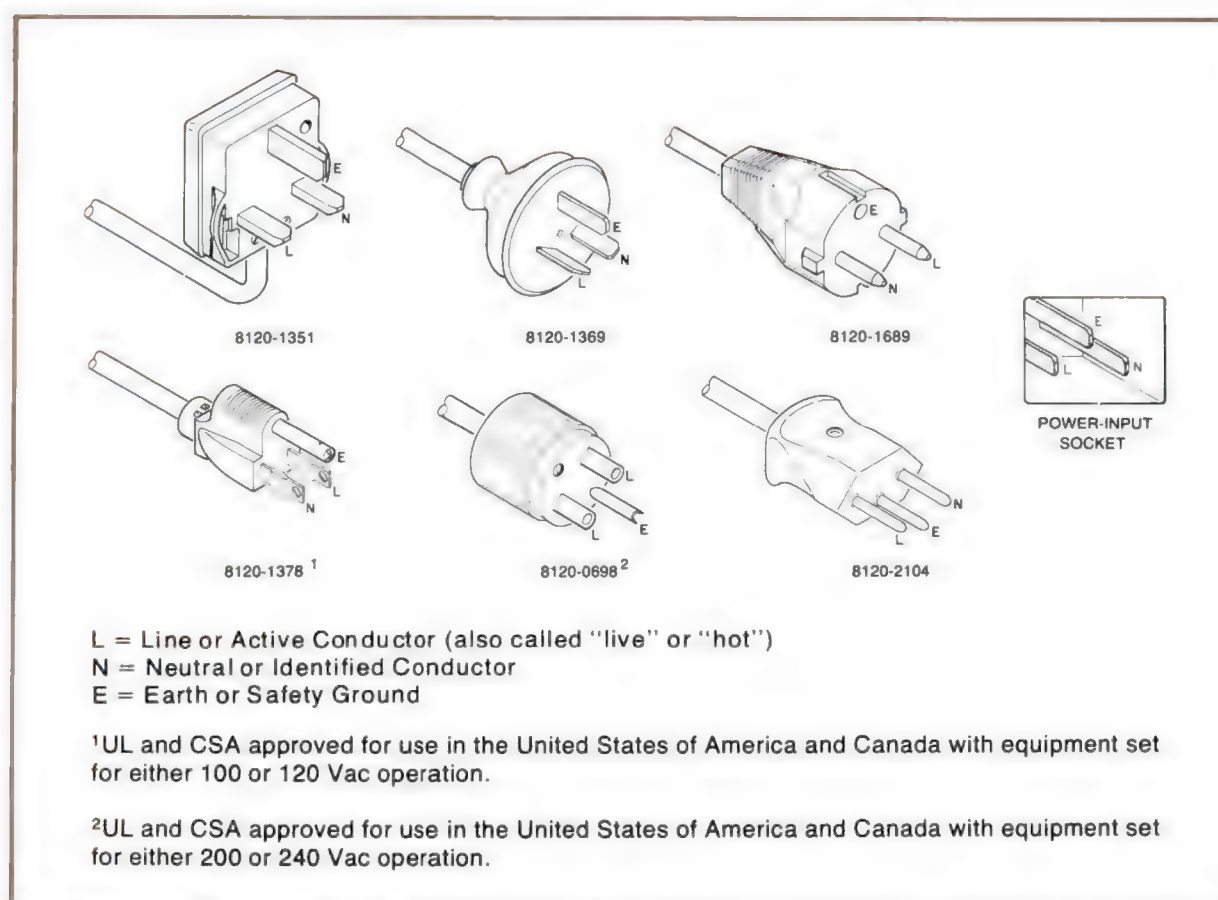 E
N
L
8120-1351
E
N
L
8120-1369
E
L
N
8120-1689
E
N
L
POWER-INPUT
SOCKET
E
L
N
8120-1378 1
L
E
L
8120-0698 2
N
E
L
8120-2104
L = Line or Active Conductor (also called "live" or "hot")
N = Neutral or Identified Conductor
E = Earth or Safety Ground
1UL and CSA approved for use in the United States of America and Canada with equipment set
for either 100 or 120 Vac operation.
2UL and CSA approved for use in the United States of America and Canada with equipment set
for either 200 or 240 Vac operation.